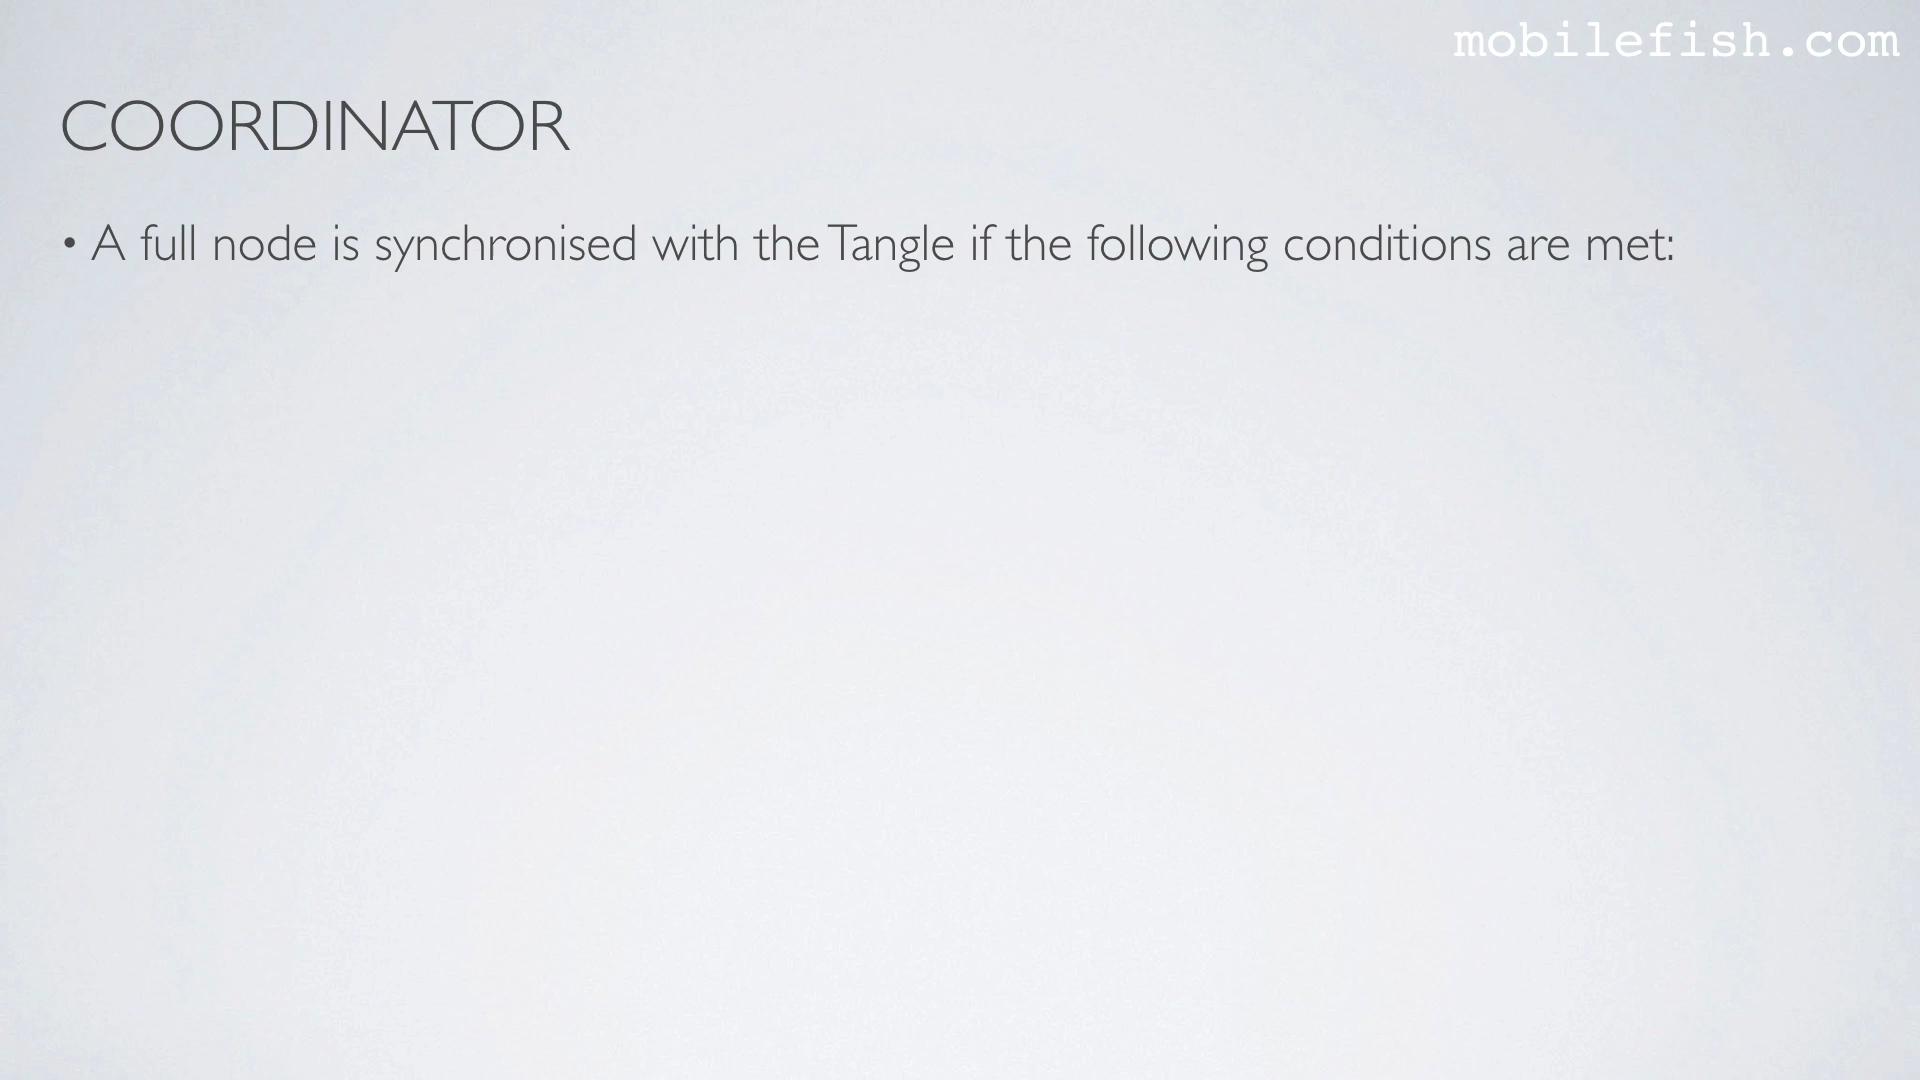 mobilefish.com
COORDINATOR
• A full node is synchronised with the Tangle if the following conditions are met: